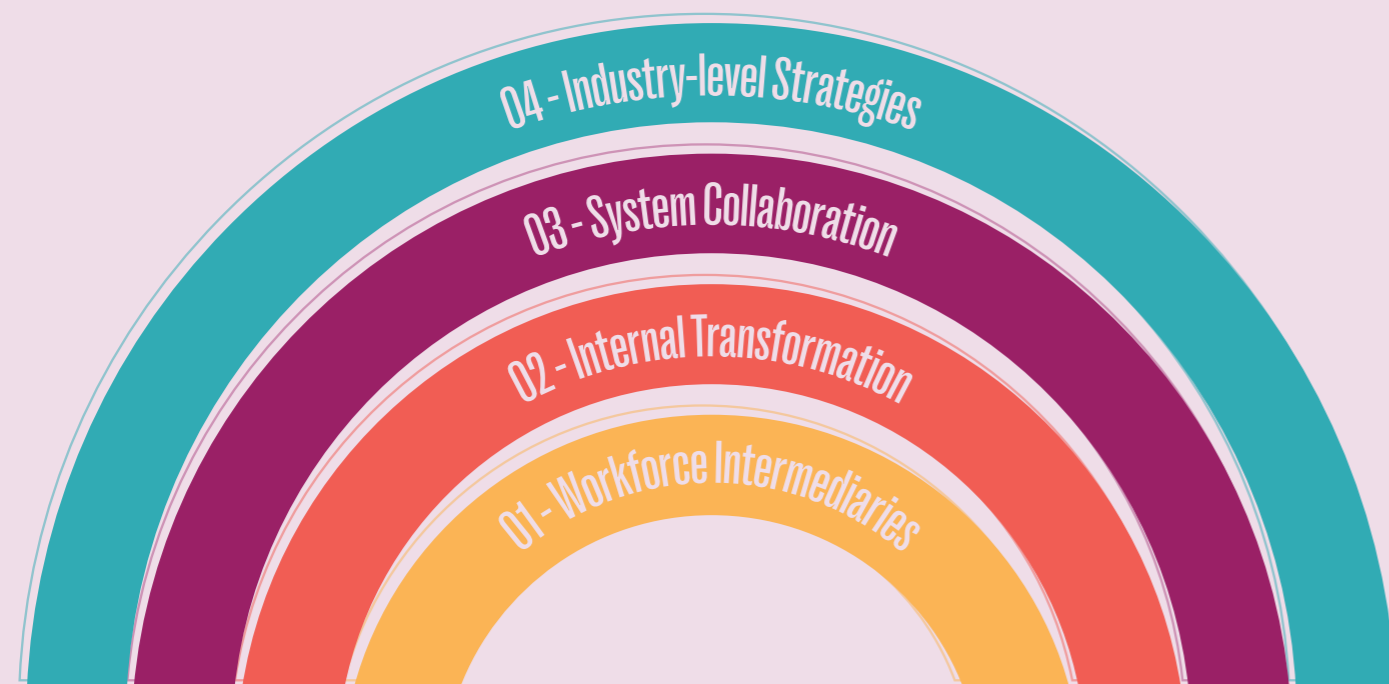 04 - Industry-level Strategies
03 - System Collaboration
02 - Internal Transformation
01 - Workforce Intermediaries